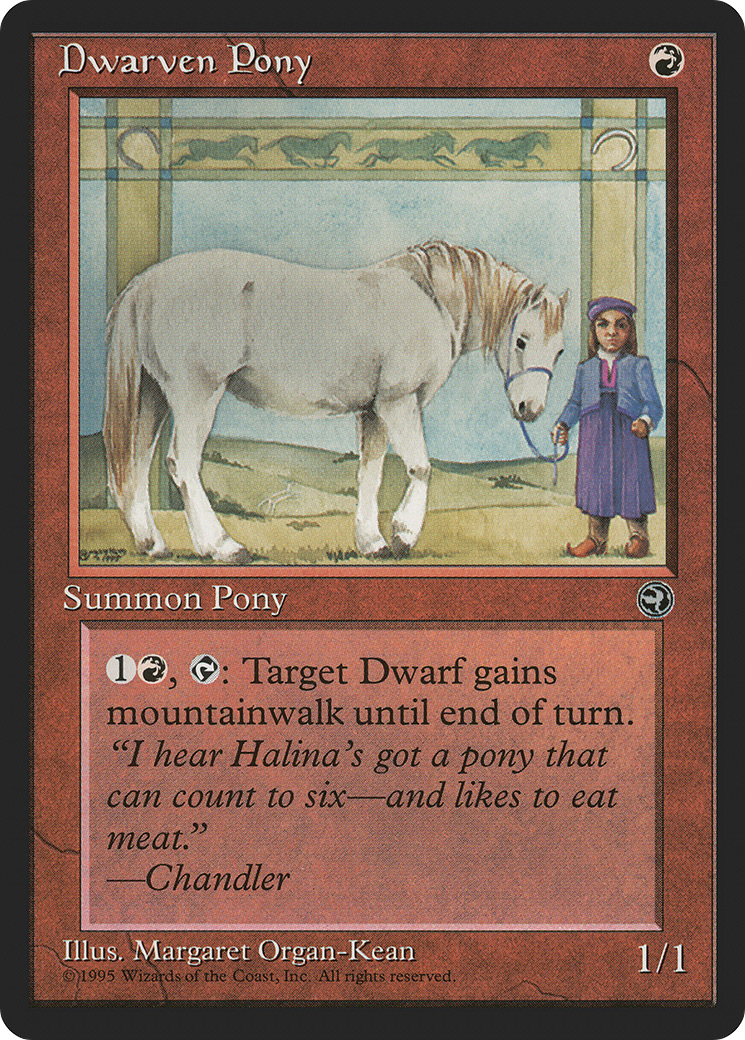 Dwarven Pony
Summon Pony
1, : Target Dwarf gains
mountainwalk until end of turn.
“I hear Halina’s got a pony that
can count to six—and likes to eat
meat.”
—Chandler
Illus. Margaret Organ-Kean
1/1
© 1995 Wizards of the Coast, Inc. All rights reserved.